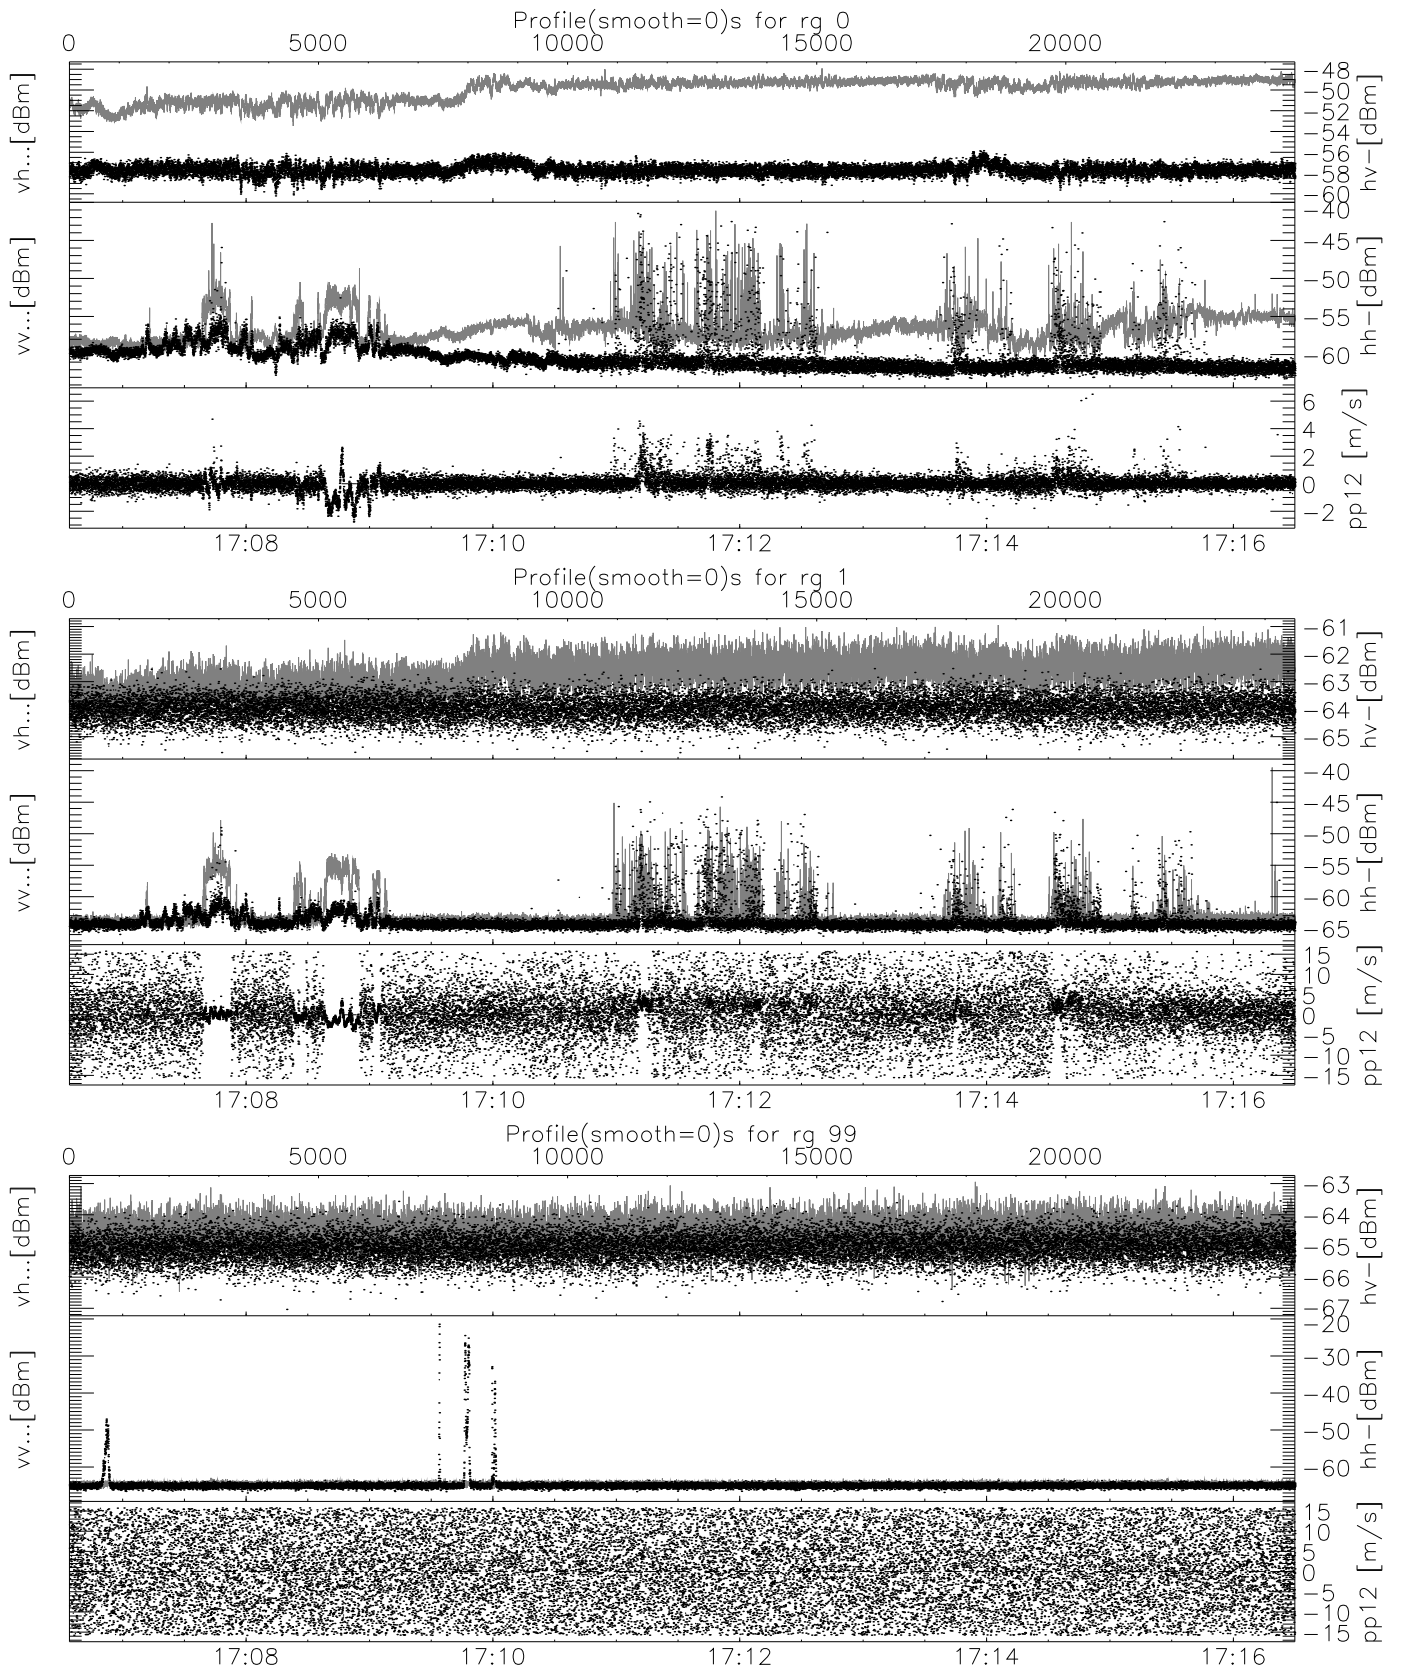 Profile(smooth=0)s for rg 0
0 5000 10000 15000 20000
vh...[dBm]
-48
-50
-52
-54
-56
-58
-60
hv-[dBm]
vv...[dBm]
-40
-45
-50
-55
-60
hh-[dBm]
6
4
2
0
-2
pp12 [m/s]
17:08 17:10 17:12 17:14 17:16
Profile(smooth=0)s for rg 1
0 5000 10000 15000 20000
vh...[dBm]
-61
-62
-63
-64
-65
hv-[dBm]
vv...[dBm]
-40
-45
-50
-55
-60
-65
hh-[dBm]
15
10
5
0
-5
-10
-15
pp12 [m/s]
17:08 17:10 17:12 17:14 17:16
Profile(smooth=0)s for rg 99
0 5000 10000 15000 20000
vh...[dBm]
-63
-64
-65
-66
-67
hv-[dBm]
vv...[dBm]
-20
-30
-40
-50
-60
hh-[dBm]
15
10
5
0
-5
-10
-15
pp12 [m/s]
17:08 17:10 17:12 17:14 17:16